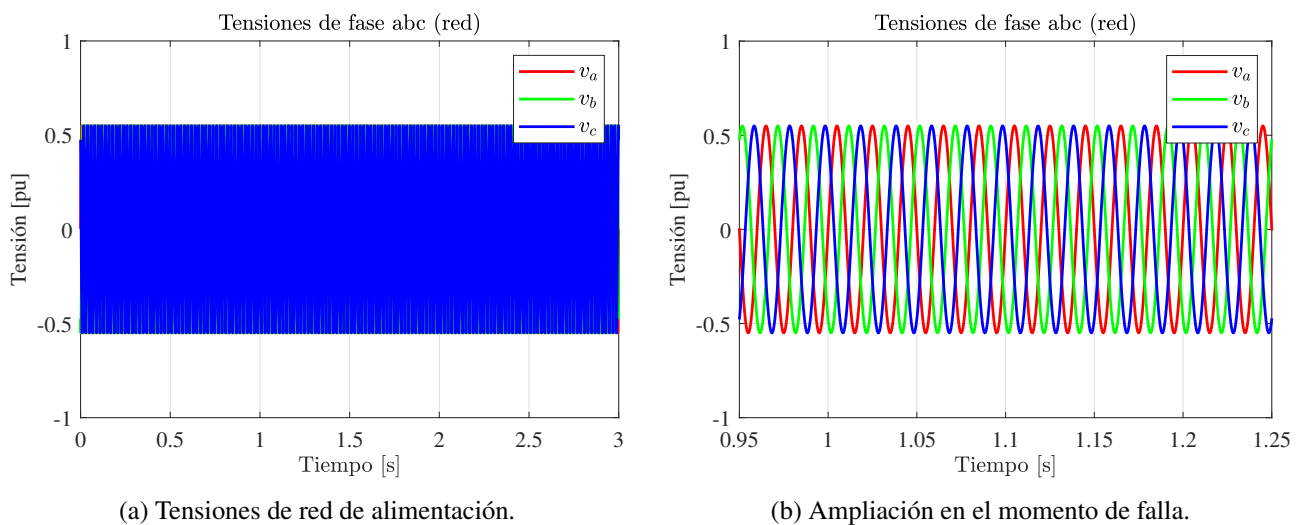 Tensiones de fase abc (red)
1
0.5
0
-0.5
-1
Tensión [pu]
v_a
v_b
v_c
0 0.5 1 1.5 2 2.5 3
Tiempo [s]
(a) Tensiones de red de alimentación.
Tensiones de fase abc (red)
1
0.5
0
-0.5
-1
Tensión [pu]
v_a
v_b
v_c
0.95 1 1.05 1.1 1.15 1.2 1.25
Tiempo [s]
(b) Ampliación en el momento de falla.